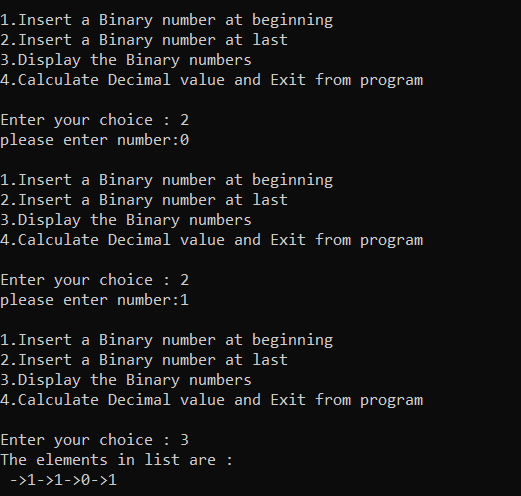 1.Insert a Binary number at beginning
2.Insert a Binary number at last
3.Display the Binary numbers
4.Calculate Decimal value and Exit from program
Enter your choice : 2
please enter number:0
1.Insert a Binary number at beginning
2.Insert a Binary number at last
3.Display the Binary numbers
4.Calculate Decimal value and Exit from program
Enter your choice : 2
please enter number:1
1.Insert a Binary number at beginning
2.Insert a Binary number at last
3.Display the Binary numbers
4.Calculate Decimal value and Exit from program
Enter your choice : 3
The elements in list are :
 ->1->1->0->1